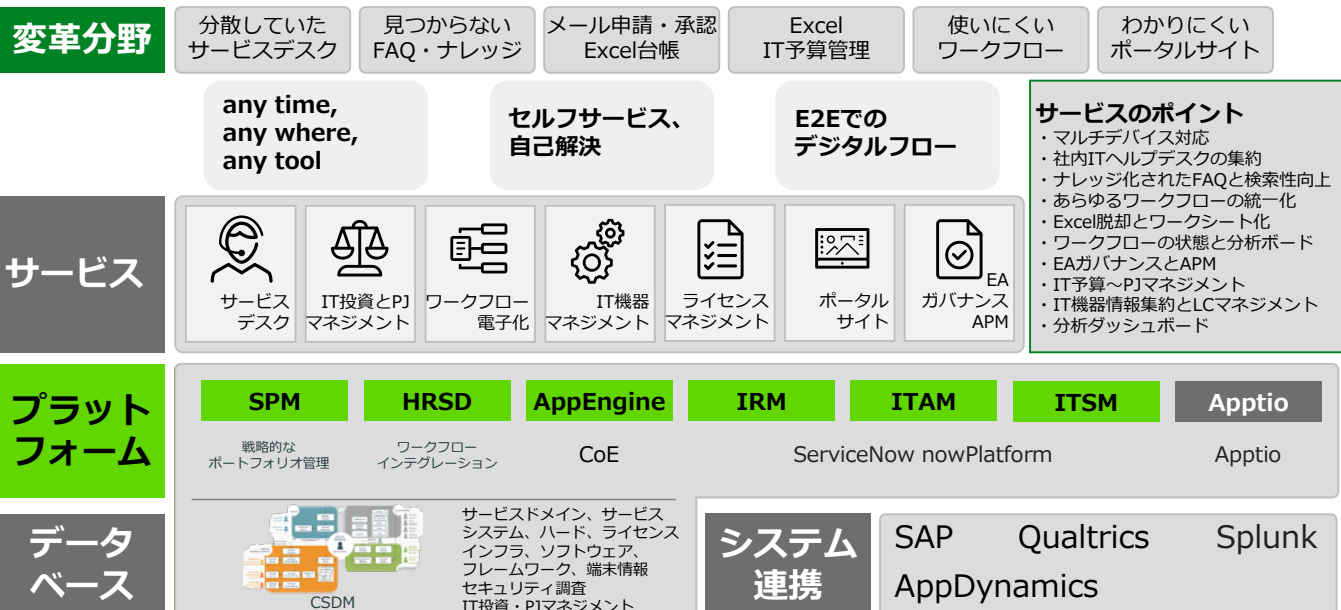 変革分野
分散していた
サービスデスク
見つからない
FAQ・ナレッジ
メール申請・承認
Excel台帳
Excel
IT予算管理
使いにくい
ワークフロー
わかりにくい
ポータルサイト
any time,
any where,
any tool
セルフサービス、
自己解決
E2Eでの
デジタルフロー
サービスのポイント
・マルチデバイス対応
・社内ITヘルプデスクの集約
・ナレッジ化されたFAQと検索性向上
・あらゆるワークフローの統一化
・Excel脱却とワークシート化
・ワークフローの状態と分析ボード
・EAガバナンスとAPM
・IT予算～PJマネジメント
・IT機器情報集約とLCマネジメント
・分析ダッシュボード
サービス
サービス
デスク
IT投資とPJ
マネジメント
ワークフロー
電子化
IT機器
マネジメント
ライセンス
マネジメント
ポータル
サイト
EA
ガバナンス
APM
プラット
フォーム
SPM
HRSD
AppEngine
IRM
ITAM
ITSM
Apptio
戦略的な
ポートフォリオ管理
ワークフロー
インテグレーション
CoE
ServiceNow nowPlatform
Apptio
データ
ベース
CSDM
サービスドメイン、サービス
システム、ハード、ライセンス
インフラ、ソフトウェア、
フレームワーク、端末情報
セキュリティ調査
IT投資・PJマネジメント
システム
連携
SAP Qualtrics Splunk
AppDynamics